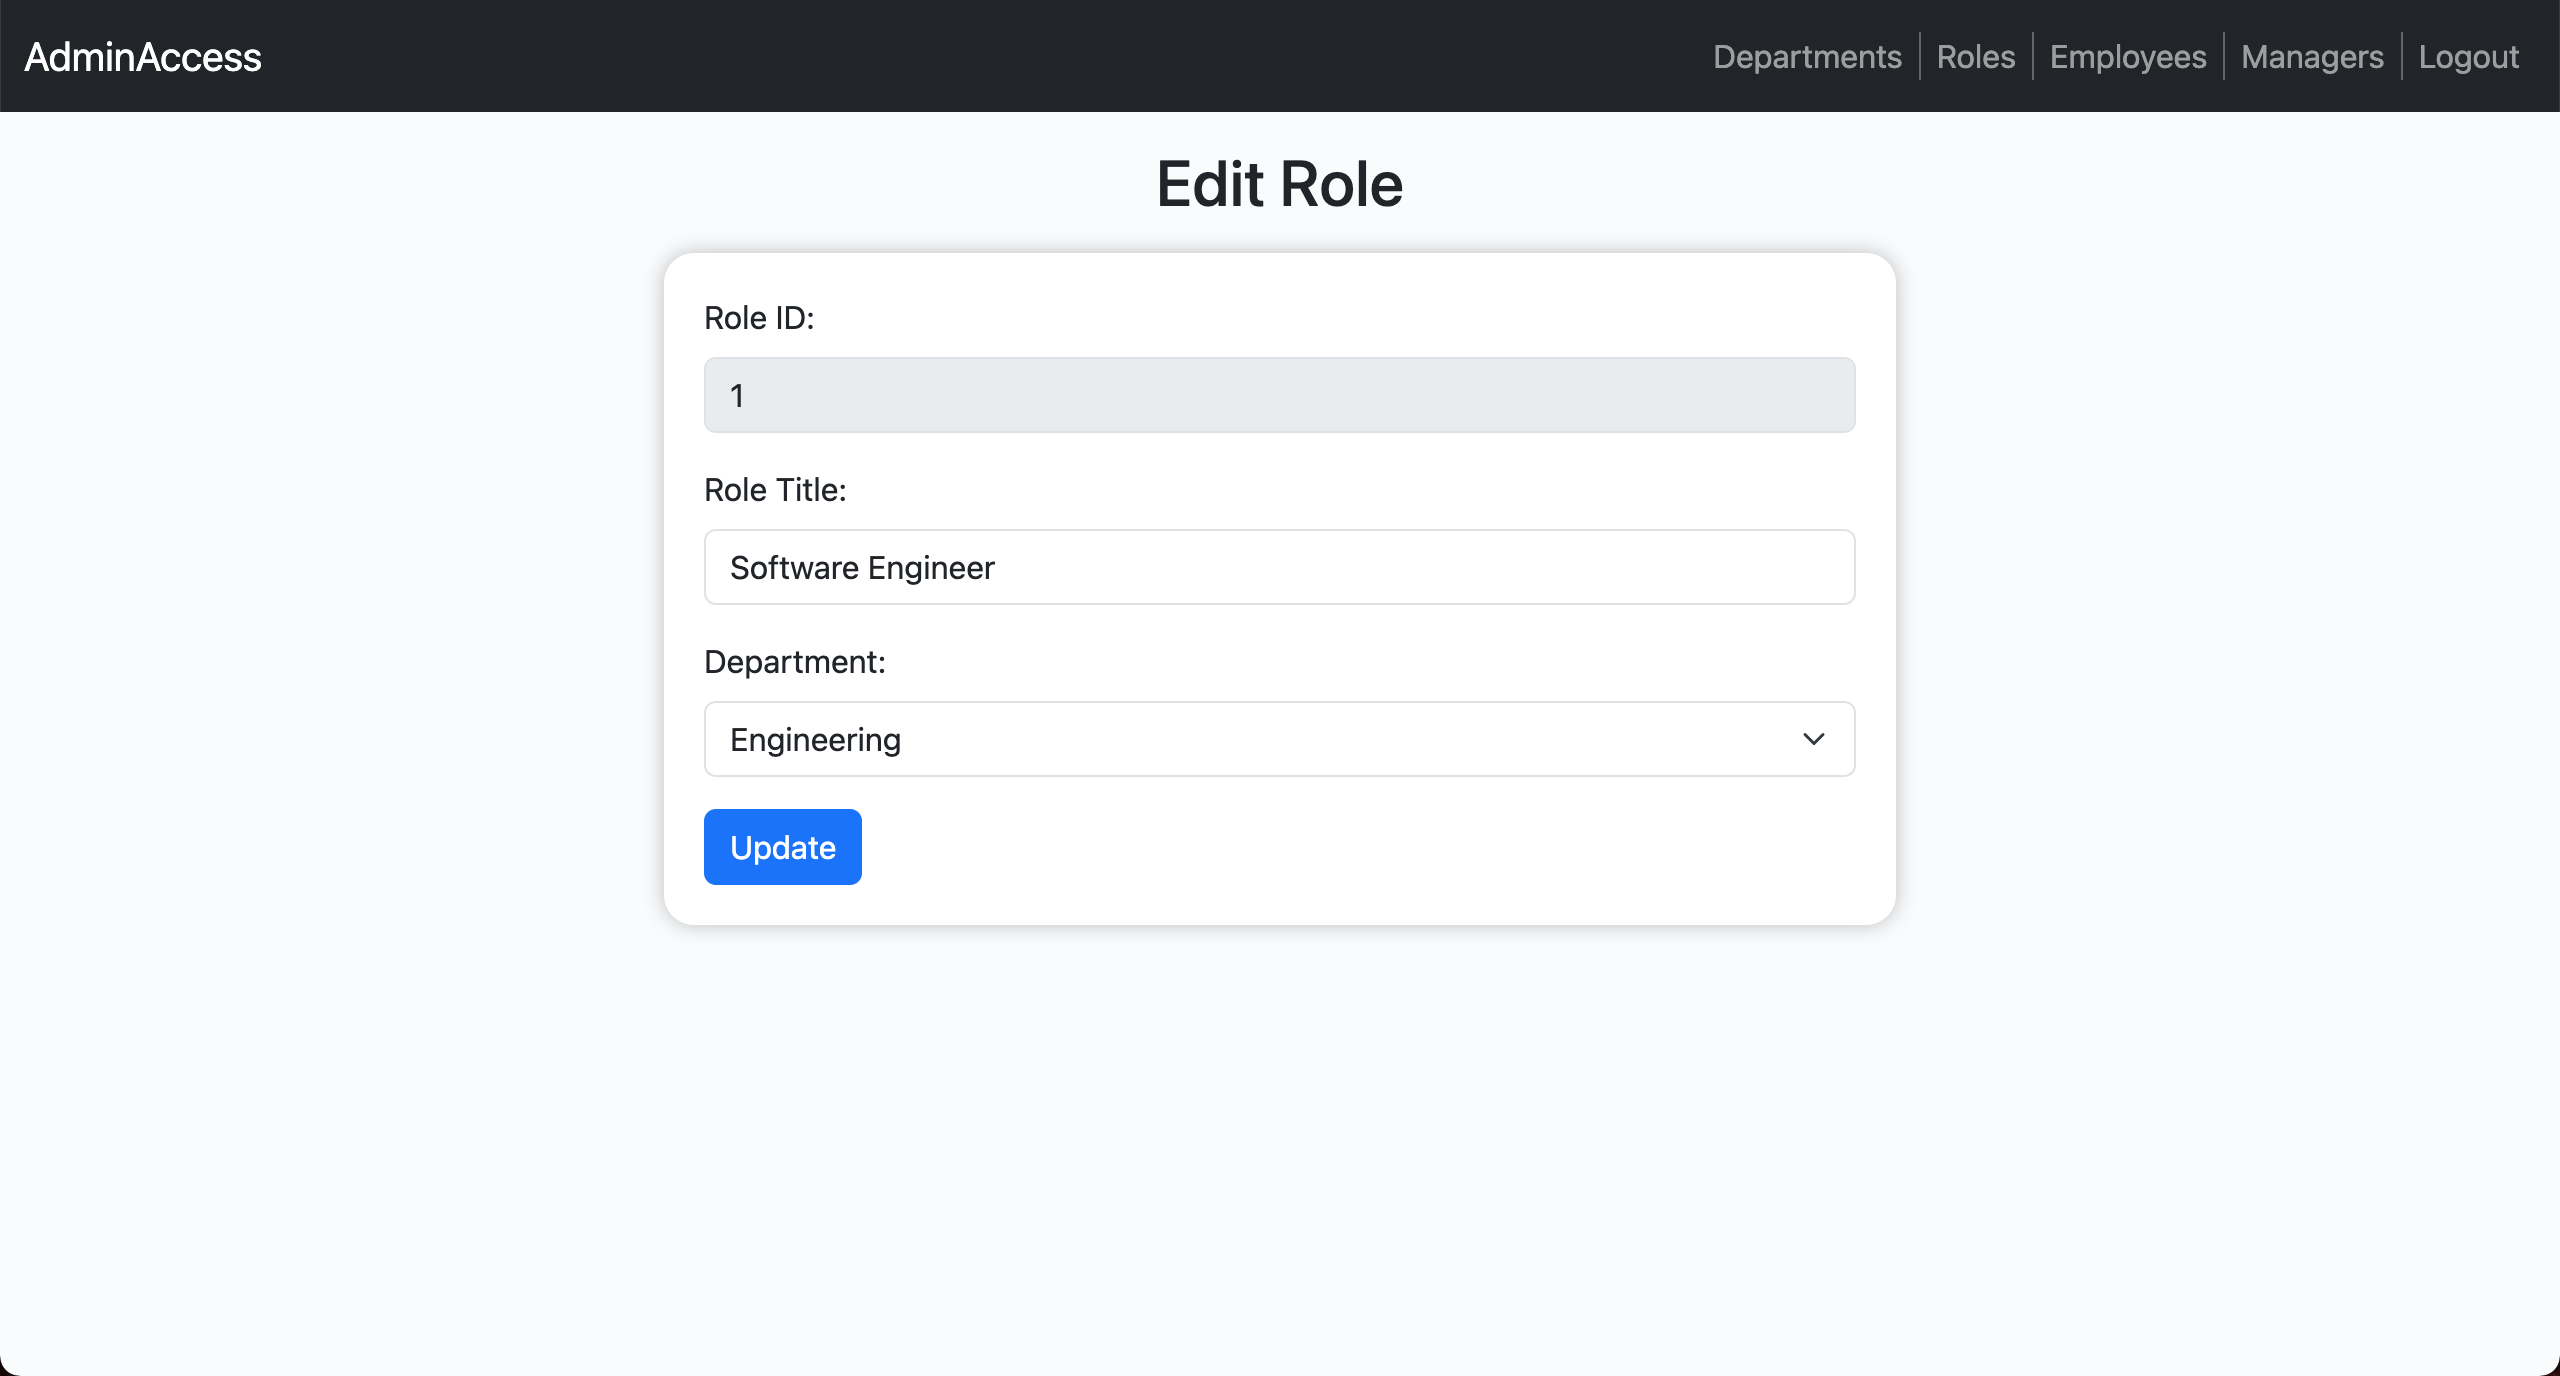 AdminAccess
Departments Roles Employees Managers Logout
Edit Role
Role ID:
1
Role Title:
Software Engineer
Department:
Engineering
Update